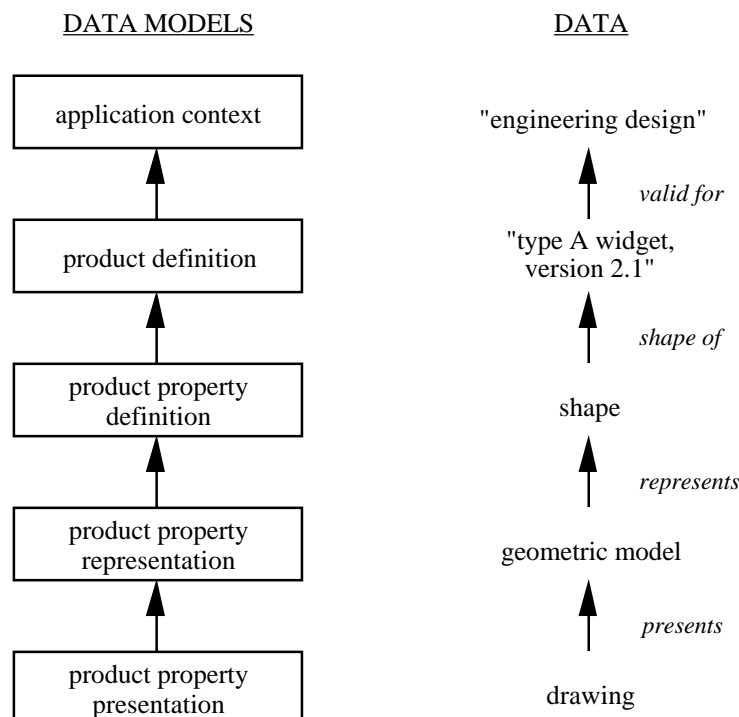 DATA MODELS
DATA
application context
"engineering design"
valid for
product definition
"type A widget,
version 2.1"
shape of
product property
definition
shape
represents
product property
representation
geometric model
presents
product property
presentation
drawing